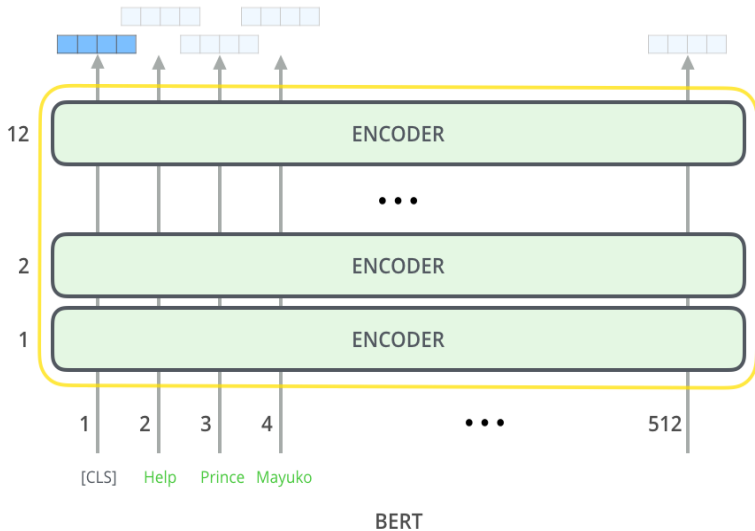 12 ENCODER
...
2 ENCODER
1 ENCODER
1 2 3 4 ... 512
[CLS] Help Prince Mayuko
BERT